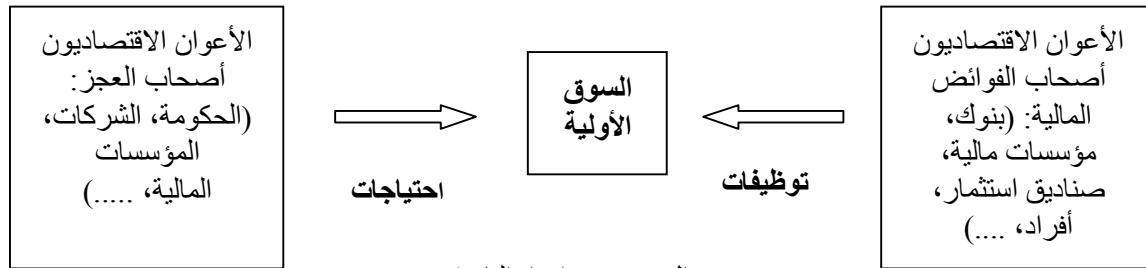 الأعوان الاقتصاديون
أصحاب الفوائض
المالية: (بنوك،
مؤسسات مالية،
صناديق استثمار،
أفراد، ....)
توظيفات
السوق
الأولية
احتياجات
الأعوان الاقتصاديون
أصحاب العجز:
(الحكومة، الشركات،
المؤسسات
المالية، .....)